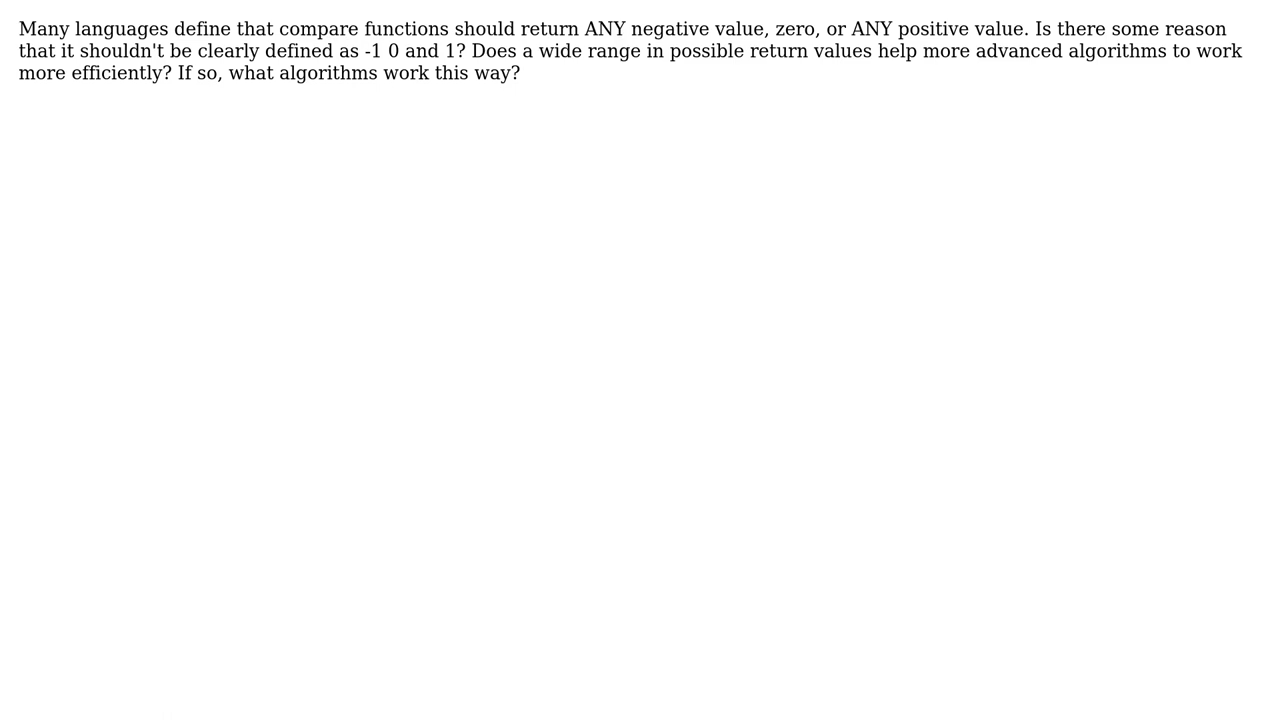 Many languages define that compare functions should return ANY negative value, zero, or ANY positive value. Is there some reason
that it shouldn't be clearly defined as -1 0 and 1? Does a wide range in possible return values help more advanced algorithms to work
more efficiently? If so, what algorithms work this way?